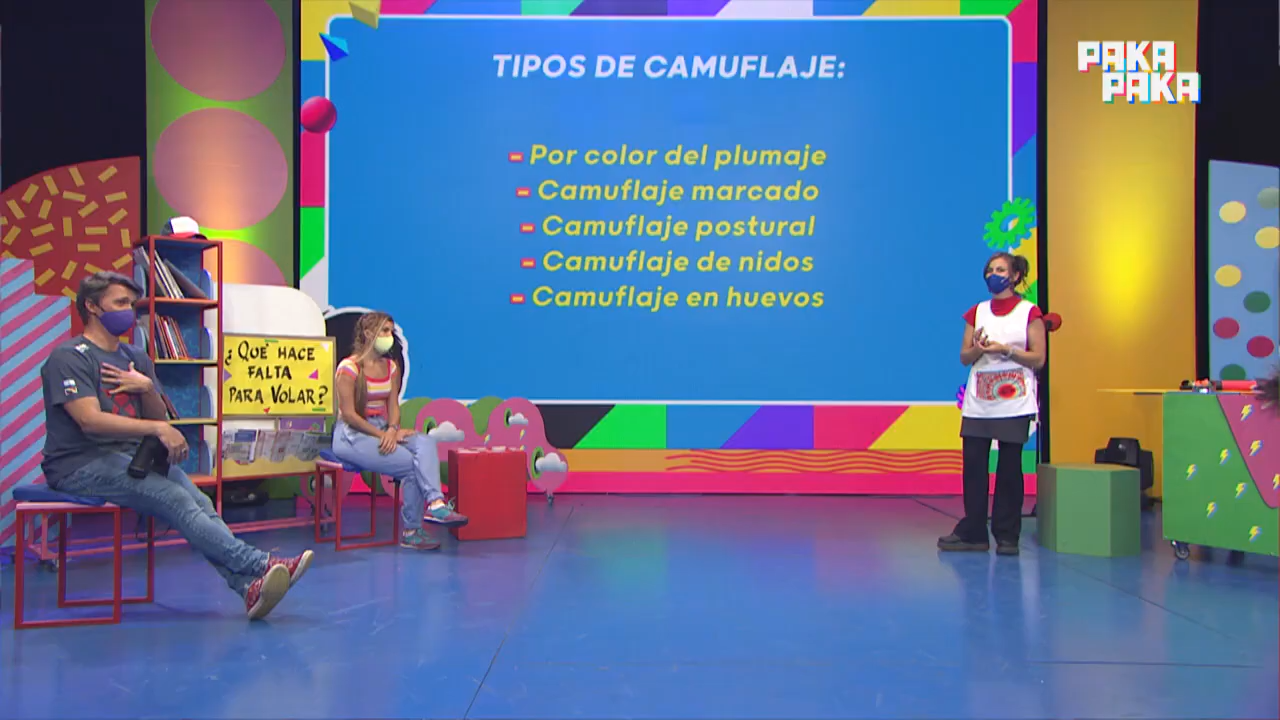 TIPOS DE CAMUFLAJE:
- Por color del plumaje
- Camuflaje marcado
- Camuflaje postural
- Camuflaje de nidos
- Camuflaje en huevos
PAKA
PAKA
¿QUÉ HACE
FALTA
PARA VOLAR?